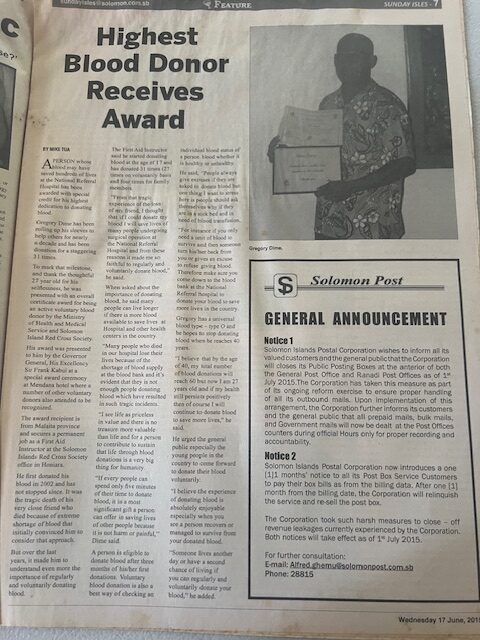 sundayisles@solomon.com.sb
FEATURE
SUNDAY ISLES - 7
C
se?'
Highest
Blood Donor
Receives
Award
BY MIKE TUA
A PERSON whose
blood may have
saved hundreds of lives
at the National Referral
Hospital has been
awarded with special
credit for his highest
dedication to blood
donating.
Gregory Dime has been
rolling up his sleeves to
help others for nearly
a decade and has been
donation for a staggering
31 times.
To mark that milestone,
and thank the thoughtful
27 year old for his
selflessness, he was
presented with an overall
certificate award for being
an active voluntary blood
donor by the Ministry
of Health and Medical
Service and Solomon
Island Red Cross Society.
His award was presented
to him by the Governor
General, His Excellency
Sir Frank Kabui at a
special award ceremony
at Mendana hotel where a
number of other voluntary
donors also attended to be
recognized.
The award recipient is
from Malaita province
and secures a permanent
job as a First Aid
Instructor at the Solomon
Islands Red Cross Society
office in Honiara.
He first donated his
blood in 2002 and has
not stopped since. It was
the tragic death of his
very close friend who
died because of extreme
shortage of blood that
initially convinced him to
consider that approach.
But over the last
years, it made him to
understand even more the
importance of regularly
and voluntarily donating
blood.
The First Aid Instructor
said he started donating
blood at the age of 17 and
has donated 31 times (27
times on voluntarily basis
and four times for family
members.
"From that tragic
experience of the loss
of my friend, I thought
that if I could donate my
blood I will save lives of
many people undergoing
surgical operation at
the National Referral
Hospital and from these
reasons it made me so
faithful to regularly and
voluntarily donate blood,"
he said.
When asked about the
importance of donating
blood, he said many
people can live longer
if there is more blood
available to save lives at
Hospital and other health
centers in the country.
"Many people who died
in our hospital lost their
lives because of the
shortage of blood supply
at the blood bank and it's
evident that they is not
enough people donating
blood which have resulted
in such tragic incidents.
"I see life as priceless
in value and there is no
treasure more valuable
than life and for a person
to contribute to sustain
that life through blood
donations is a very big
thing for humanity.
"If every people can
spend only five minutes
of their time to donate
blood, it is a most
significant gift a person
can offer in saving lives
of other people because
it is not harm or painful,"
Dime said.
A person is eligible to
donate blood after three
months of his/her first
donations. Voluntary
blood donation is also a
best way of checking an
individual blood status of
a person blood whether it
is healthy or unhealthy.
He said, "People always
give excuses if they are
asked to donate blood but
one thing I want to stress
here is people should ask
themselves why if they
are in a sick bed and in
need of blood transfusion.
"For instance if you only
need a unit of blood to
survive and then someone
turn his/her back from
you or gives an excuse
to refuse giving blood.
Therefore make sure you
come down to the blood
bank at the National
Referral Hospital to
donate your blood to save
more lives in the country.
Gregory has a universal
blood type – type O and
he hopes to stop donating
blood when he reaches 40
years.
"I believe that by the age
of 40, my total number
of blood donations will
reach 60 but now I am 27
years old and if my health
still persists positively
then of course I will
continue to donate blood
to save more lives," he
said.
He urged the general
public especially the
young people in the
country to come forward
to donate their blood
voluntarily.
"I believe the experience
of donating blood is
absolutely enjoyable
especially when you
see a person recovers or
managed to survive from
your donated blood.
"Someone lives another
day or have a second
chance of living if
you can regularly and
voluntarily donate your
blood," he added.
Gregory Dime.
Solomon Post
GENERAL ANNOUNCEMENT
Notice 1
Solomon Islands Postal Corporation wishes to inform all its
valued customers and the general public that the Corporation
will closes its Public Posting Boxes at the anterior of both
the General Post Office and Ranadi Post Offices as of 1st
July 2015.The Corporation has taken this measure as part
of its ongoing reform exercise to ensure proper handling
of all its outbound mails. Upon implementation of this
arrangement, the Corporation further informs its customers
and the general public that all prepaid mails, bulk mails,
and Government mails will now be dealt at the Post Offices
counters during official Hours only for proper recording and
accountability.
Notice 2
Solomon Islands Postal Corporation now introduces a one
[1]1 months' notice to all its Post Box Service Customers
to pay their box bills as from the billing date. After one [1]
month from the billing date, the Corporation will relinquish
the service and re-sell the post box.
The Corporation took such harsh measures to close – off
revenue leakages currently experienced by the Corporation.
Both notices will take effect as of 1st July 2015.
For further consultation:
E-mail: Alfred.ghemu@solomonpost.com.sb
Phone: 28815
Wednesday 17 June, 2015